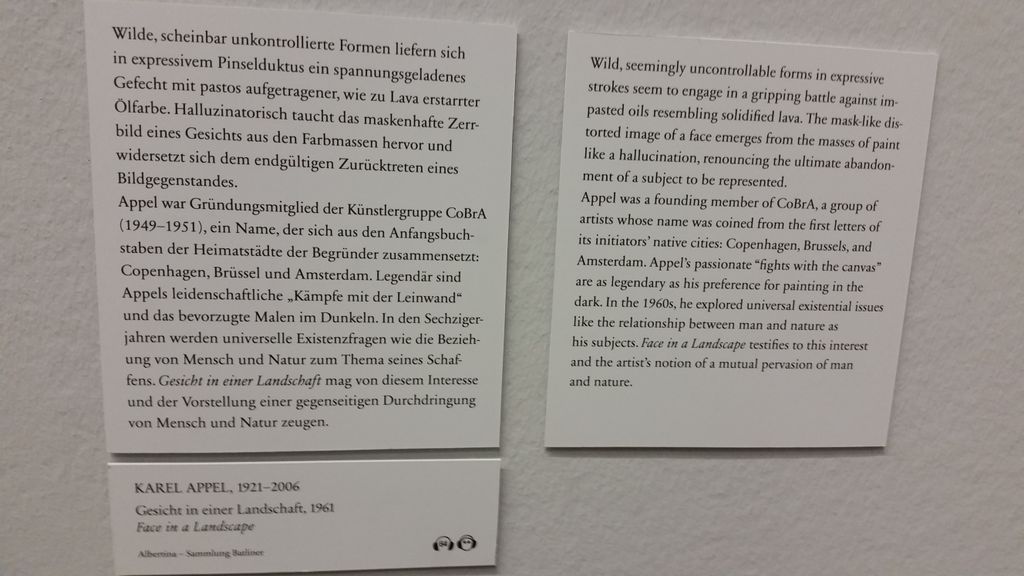 Wilde, scheinbar unkontrollierte Formen liefern sich
in expressivem Pinselduktus ein spannungsgeladenes
Gefecht mit pastos aufgetragener, wie zu Lava erstarrter
Ölfarbe. Halluzinatorisch taucht das maskenhafte Zerr-
bild eines Gesichts aus den Farbmassen hervor und
widersetzt sich dem endgültigen Zurücktreten eines
Bildgegenstandes.
Appel war Gründungsmitglied der Künstlergruppe CoBrA
(1949–1951), ein Name, der sich aus den Anfangsbuch-
staben der Heimatstädte der Begründer zusammensetzt:
Copenhagen, Brüssel und Amsterdam. Legendär sind
Appels leidenschaftliche „Kämpfe mit der Leinwand“
und das bevorzugte Malen im Dunkeln. In den Sechziger-
jahren werden universelle Existenzfragen wie die Bezieh-
ung von Mensch und Natur zum Thema seines Schaf-
fens. Gesicht in einer Landschaft mag von diesem Interesse
und der Vorstellung einer gegenseitigen Durchdringung
von Mensch und Natur zeugen.
KAREL APPEL, 1921–2006
Gesicht in einer Landschaft, 1961
Face in a Landscape
Albertina – Sammlung Batliner
Wild, seemingly uncontrollable forms in expressive
strokes seem to engage in a gripping battle against im-
pasted oils resembling solidified lava. The mask-like dis-
torted image of a face emerges from the masses of paint
like a hallucination, renouncing the ultimate abandon-
ment of a subject to be represented.
Appel was a founding member of CoBrA, a group of
artists whose name was coined from the first letters of
its initiators’ native cities: Copenhagen, Brussels, and
Amsterdam. Appel’s passionate “fights with the canvas”
are as legendary as his preference for painting in the
dark. In the 1960s, he explored universal existential issues
like the relationship between man and nature as
his subjects. Face in a Landscape testifies to this interest
and the artist’s notion of a mutual pervasion of man
and nature.